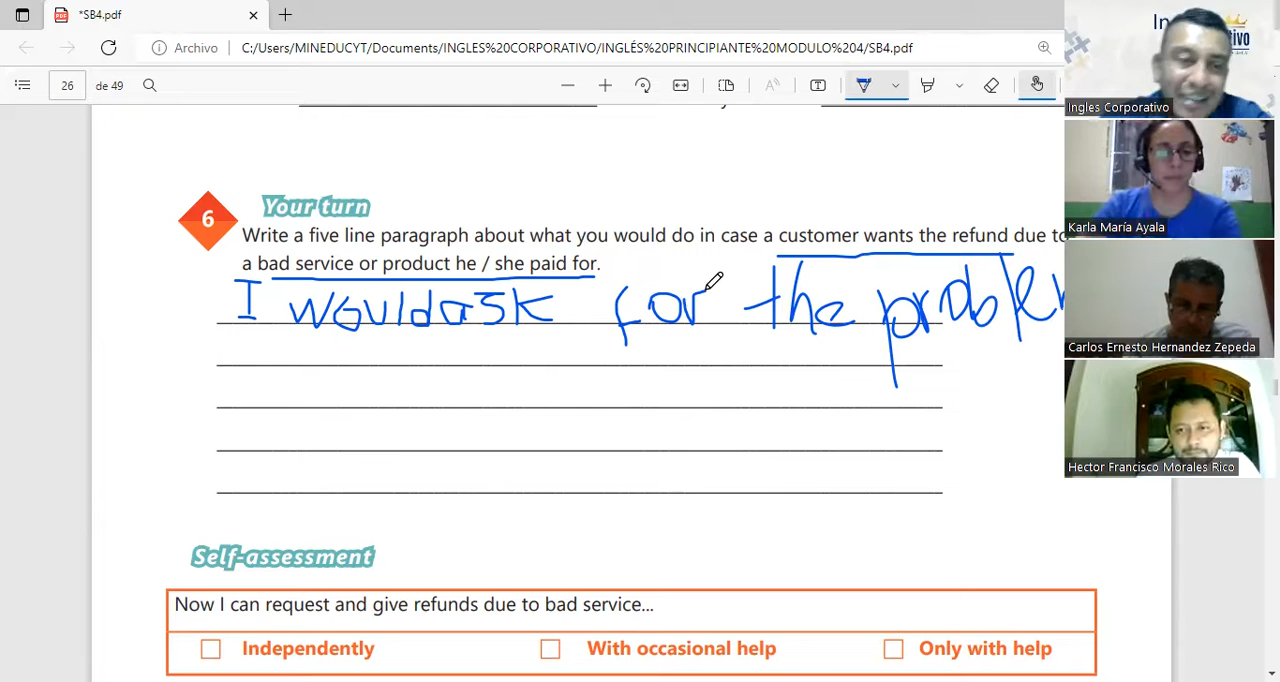 *SB4.pdf
Archivo C:/Users/MINEDUCYT/Documents/INGLES%20CORPORATIVO/INGLÉS%20PRINCIPIANTE%20MODULO%204/SB4.pdf
26 de 49
6 Your turn
Write a five line paragraph about what you would do in case a customer wants the refund due to
a bad service or product he / she paid for.
I would ask for the problem
Self-assessment
Now I can request and give refunds due to bad service...
Independently With occasional help Only with help
Ingles Corporativo
Karla María Ayala
Carlos Ernesto Hernandez Zepeda
Hector Francisco Morales Rico